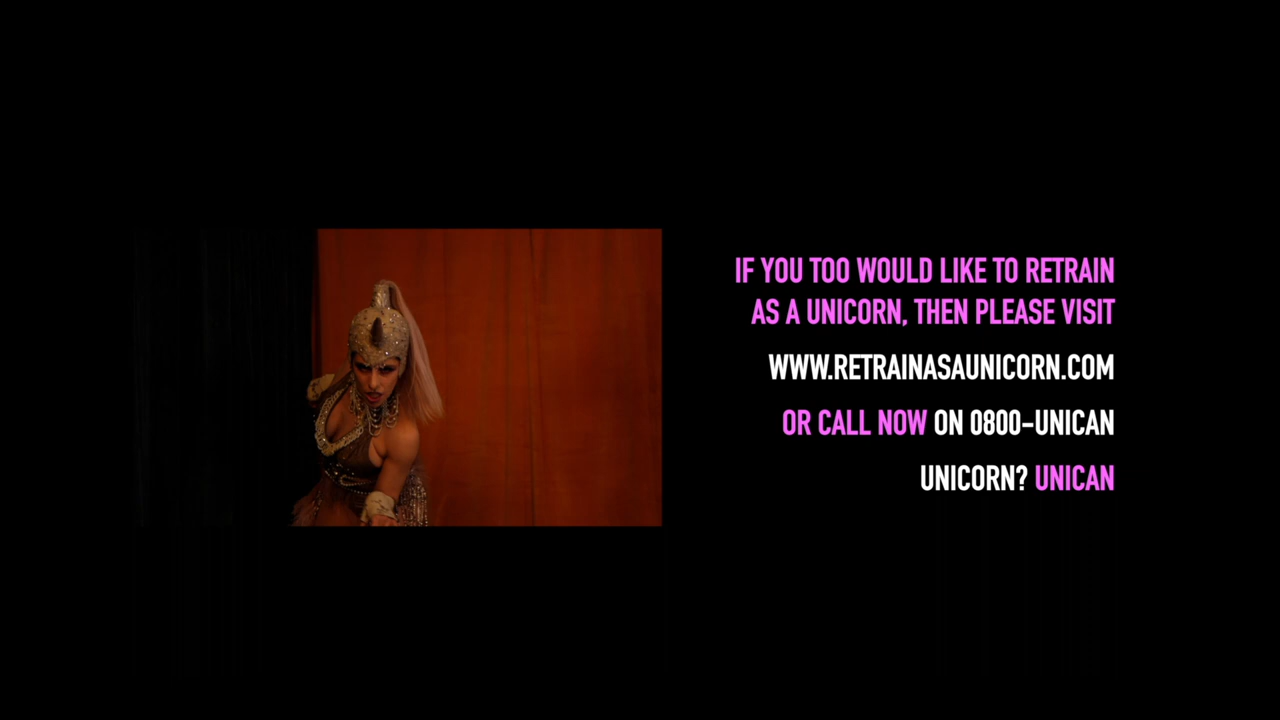 IF YOU TOO WOULD LIKE TO RETRAIN
AS A UNICORN, THEN PLEASE VISIT
WWW.RETRAINASAUNICORN.COM
OR CALL NOW ON 0800-UNICAN
UNICORN? UNICAN